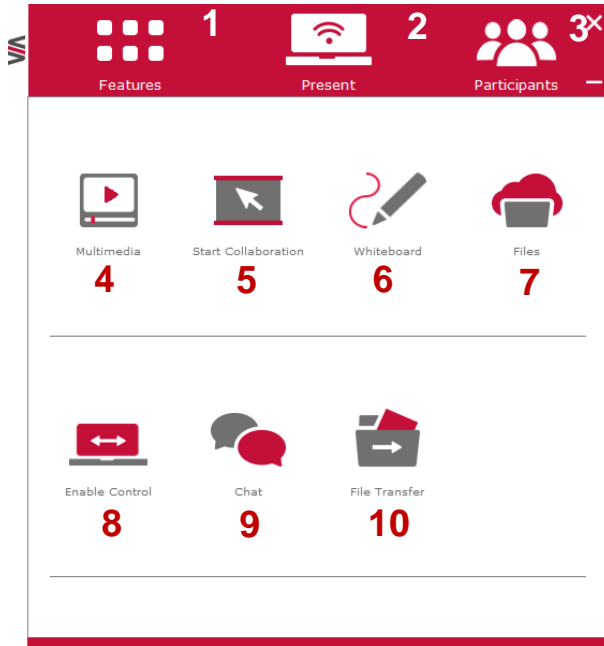 1 2 3×
Features Present Participants
Multimedia Start Collaboration Whiteboard Files
4 5 6 7
Enable Control Chat File Transfer
8 9 10